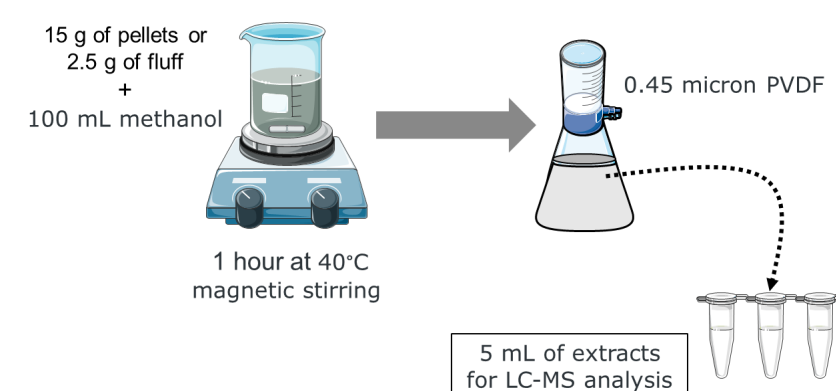 15 g of pellets or
2.5 g of fluff
+
100 mL methanol
1 hour at 40°C
magnetic stirring
0.45 micron PVDF
5 mL of extracts
for LC-MS analysis